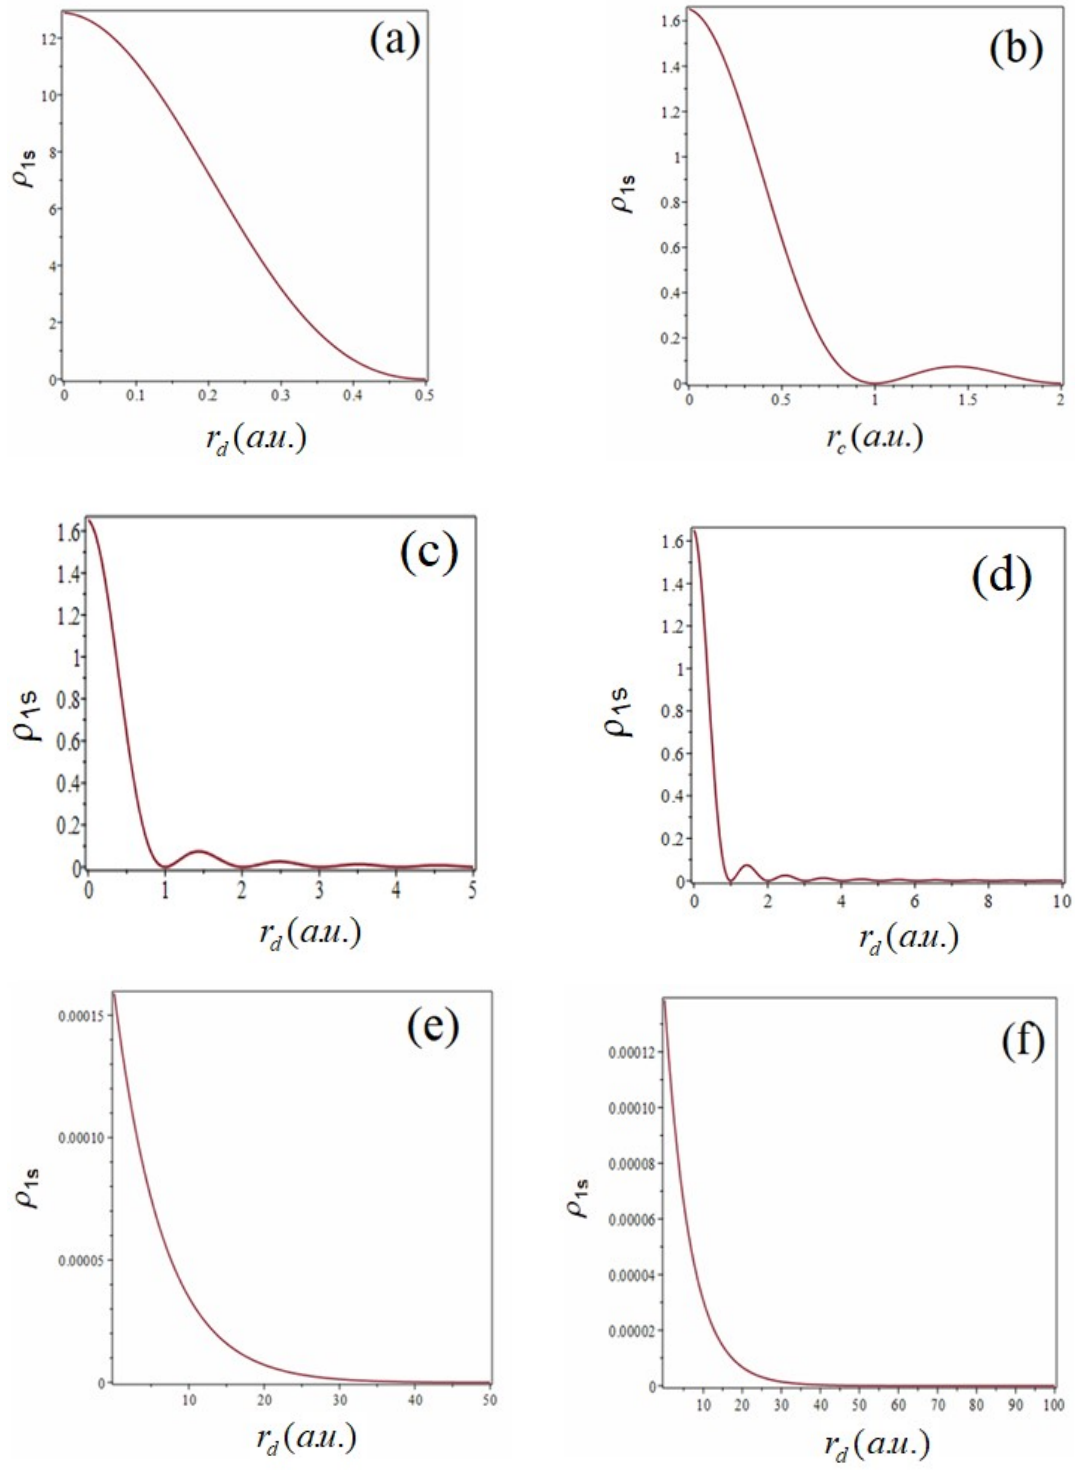 (a)
12
10
8
6
4
2
0
ρ1s
0 0.1 0.2 0.3 0.4 0.5
r_d (a.u.)
(b)
1.6
1.4
1.2
1
0.8
0.6
0.4
0.2
0
ρ1s
0 0.5 1 1.5 2
r_c (a.u.)
(c)
1.6
1.4
1.2
1
0.8
0.6
0.4
0.2
0
ρ1s
0 1 2 3 4 5
r_d (a.u.)
(d)
1.6
1.4
1.2
1
0.8
0.6
0.4
0.2
0
ρ1s
0 2 4 6 8 10
r_d (a.u.)
(e)
0.00015
0.00010
0.00005
0
ρ1s
10 20 30 40 50
r_d (a.u.)
(f)
0.00012
0.00010
0.00008
0.00006
0.00004
0.00002
0
ρ1s
10 20 30 40 50 60 70 80 90 100
r_d (a.u.)